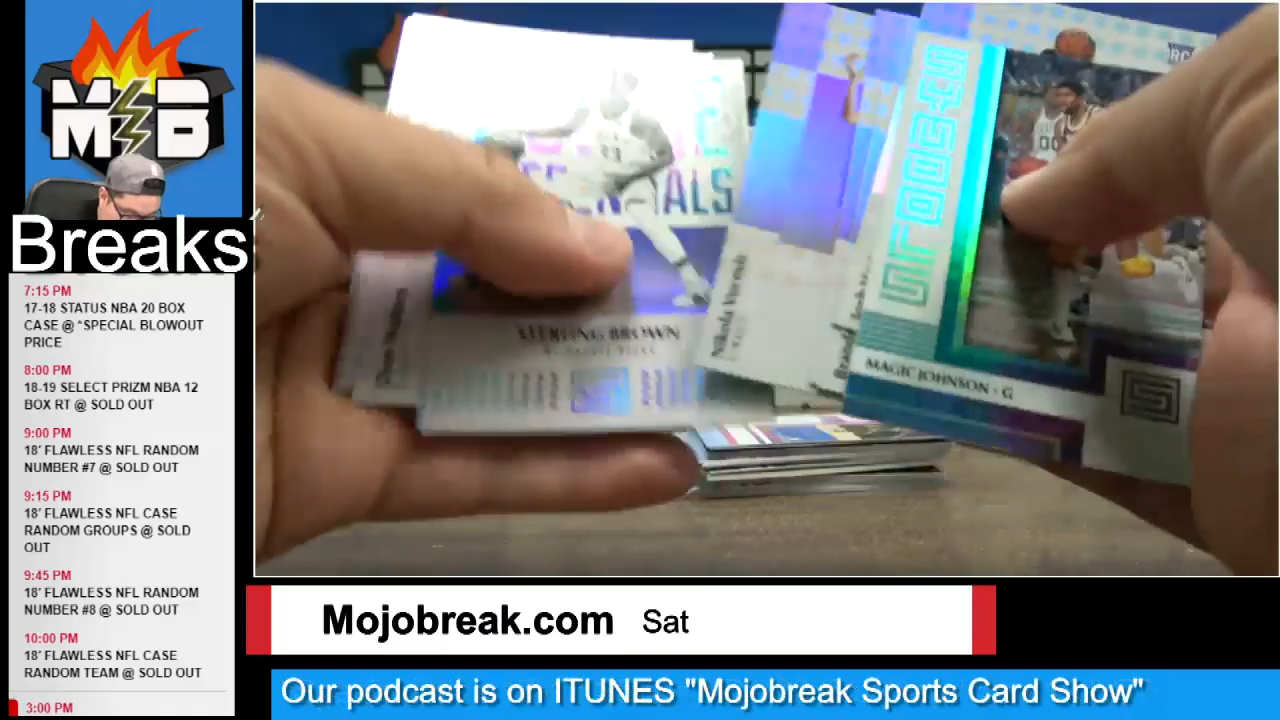 M B
Breaks
7:15 PM
17-18 STATUS NBA 20 BOX
CASE @ *SPECIAL BLOWOUT
PRICE
8:00 PM
18-19 SELECT PRIZM NBA 12
BOX RT @ SOLD OUT
9:00 PM
18' FLAWLESS NFL RANDOM
NUMBER #7 @ SOLD OUT
9:15 PM
18' FLAWLESS NFL CASE
RANDOM GROUPS @ SOLD
OUT
9:45 PM
18' FLAWLESS NFL RANDOM
NUMBER #8 @ SOLD OUT
10:00 PM
18' FLAWLESS NFL CASE
RANDOM TEAM @ SOLD OUT
3:00 PM
STERLING BROWN
RC
MAGIC JOHNSON - G
Mojobreak.com Sat
Our podcast is on ITUNES "Mojobreak Sports Card Show"